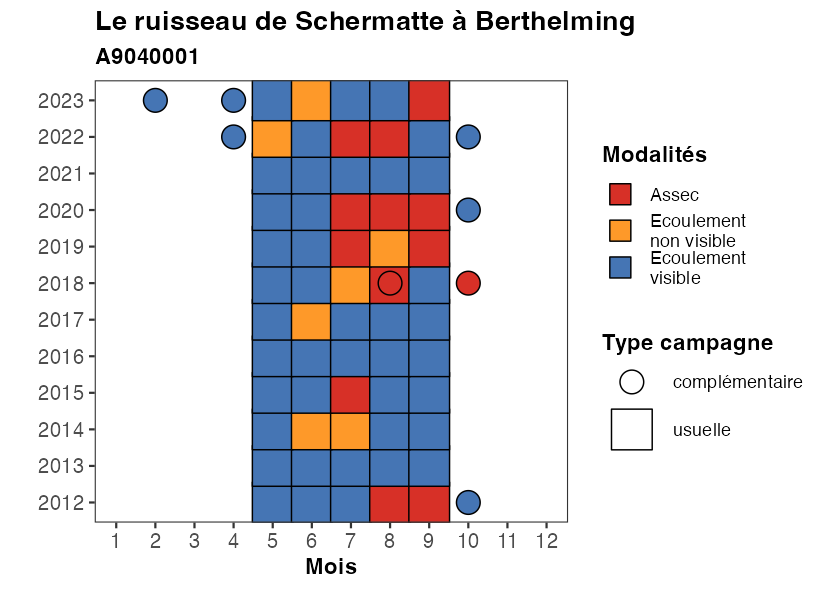 Le ruisseau de Schermatte à Berthelming
A9040001
2023
2022
2021
2020
2019
2018
2017
2016
2015
2014
2013
2012
1 2 3 4 5 6 7 8 9 10 11 12
Mois
Modalités
Assec
Ecoulement
non visible
Ecoulement
visible
Type campagne
complémentaire
usuelle